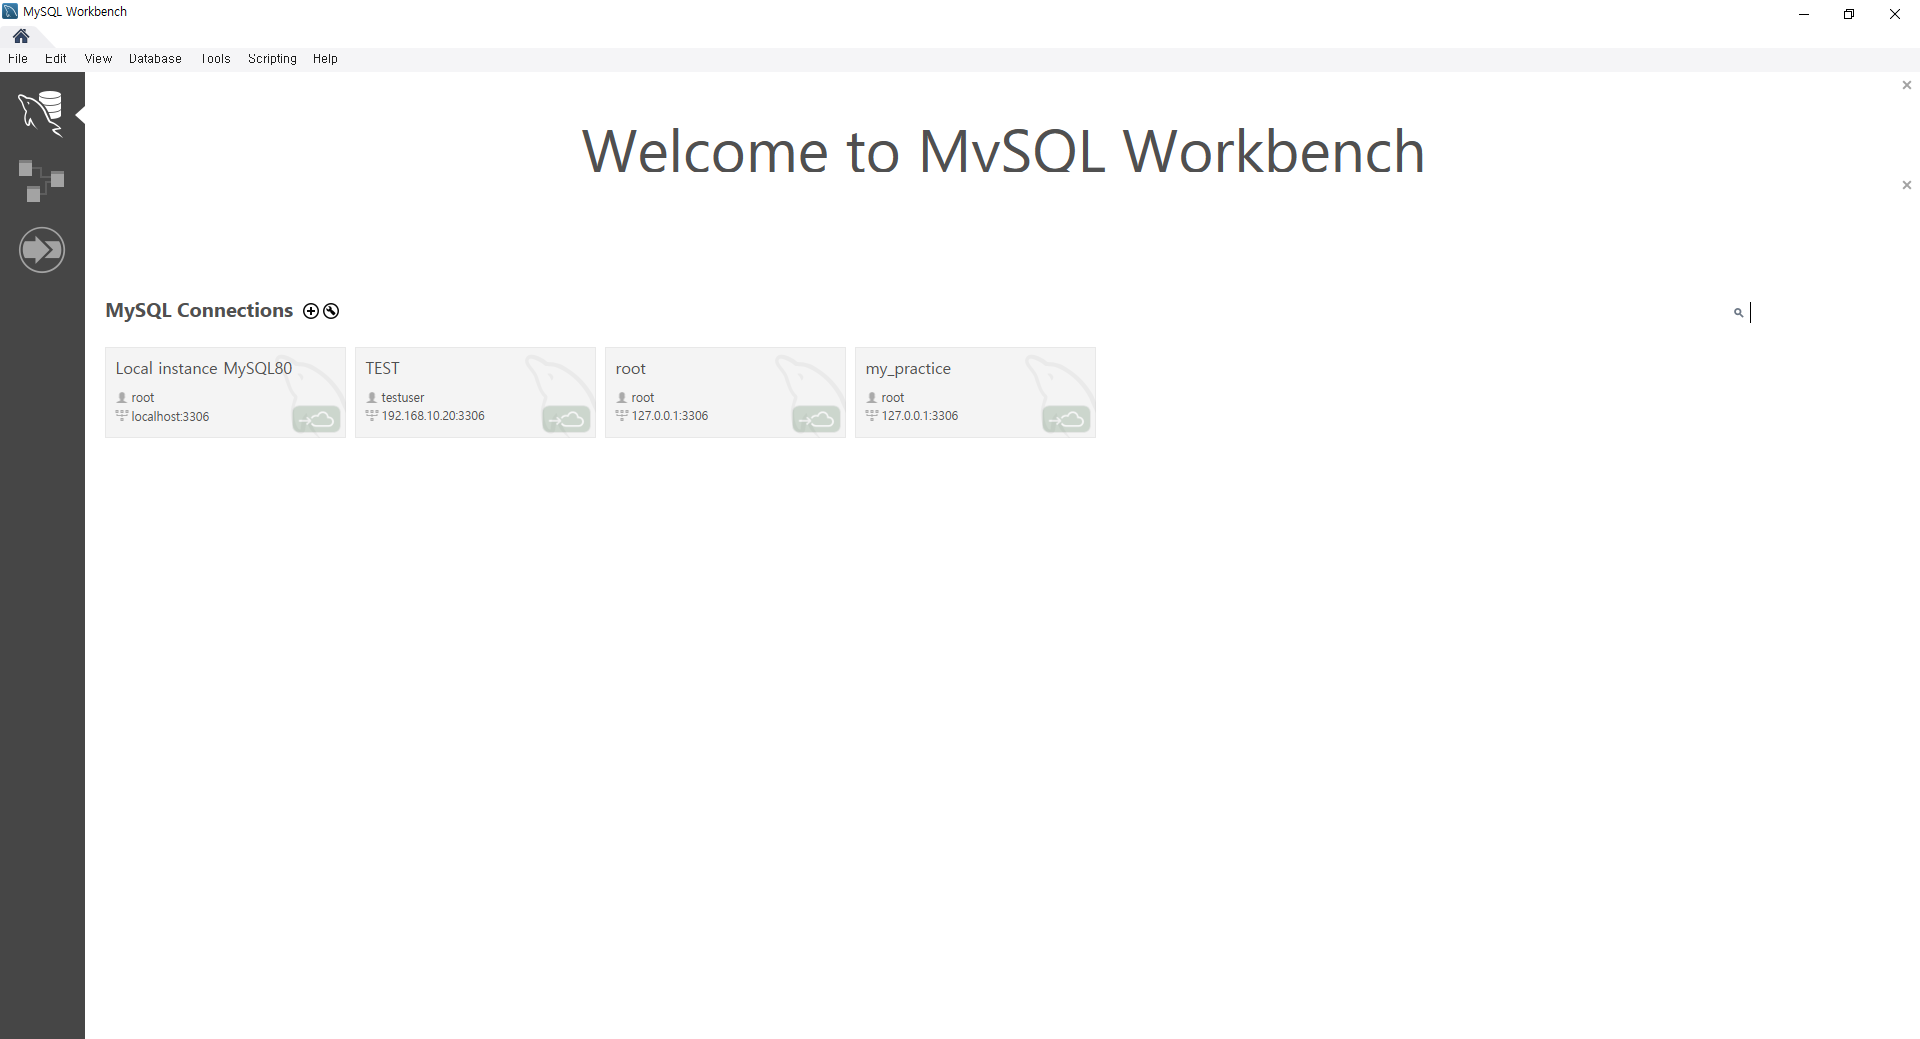 MySQL Workbench
File Edit View Database Tools Scripting Help
Welcome to MySQL Workbench
MySQL Connections
Local instance MySQL80
root
localhost:3306
TEST
testuser
192.168.10.20:3306
root
root
127.0.0.1:3306
my_practice
root
127.0.0.1:3306